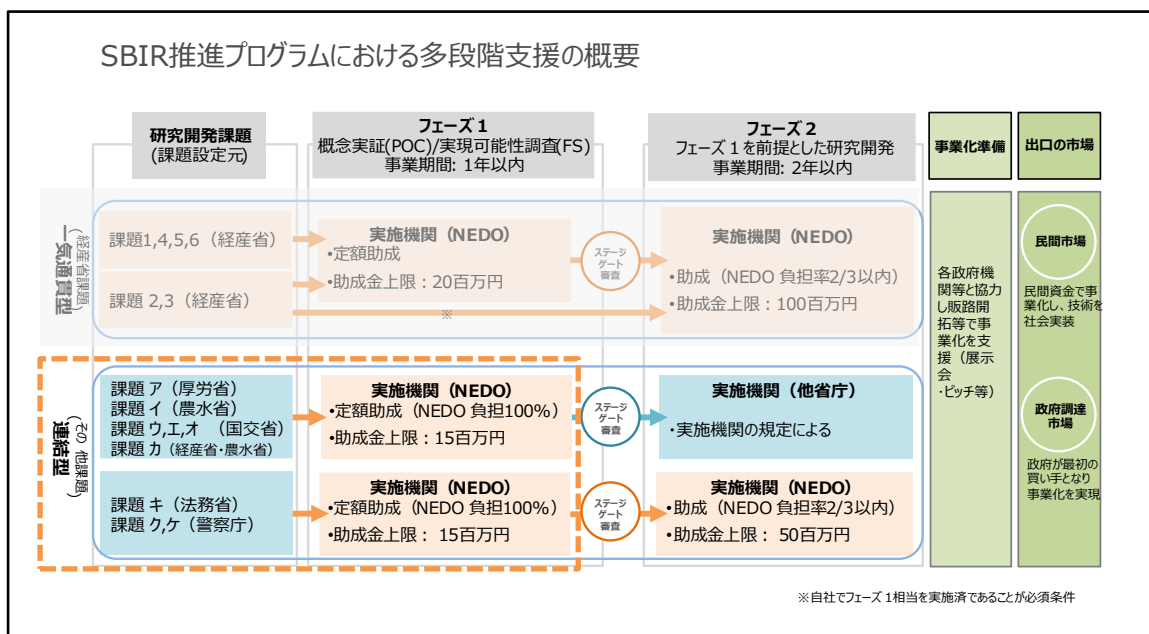 SBIR推進プログラムにおける多段階支援の概要
研究開発課題
(課題設定元)
フェーズ1
概念実証(POC)/実現可能性調査(FS)
事業期間: 1年以内
フェーズ2
フェーズ1を前提とした研究開発
事業期間: 2年以内
事業化準備
出口の市場
(経産省課題)
一気通貫型
課題1,4,5,6（経産省）
課題 2,3（経産省）
実施機関（NEDO）
•定額助成
•助成金上限：20百万円
※
ステージ
ゲート
審査
実施機関（NEDO）
•助成（NEDO 負担率2/3以内）
•助成金上限：100百万円
(その 他課題)
連結型
課題 ア（厚労省）
課題 イ（農水省）
課題 ウ,エ,オ （国交省）
課題 カ（経産省・農水省）
実施機関（NEDO）
•定額助成（NEDO 負担100%）
•助成金上限：15百万円
ステージ
ゲート
審査
実施機関（他省庁）
•実施機関の規定による
課題 キ（法務省）
課題 ク,ケ（警察庁）
実施機関（NEDO）
•定額助成（NEDO 負担100%）
•助成金上限： 15百万円
ステージ
ゲート
審査
実施機関（NEDO）
•助成（NEDO 負担率2/3以内）
•助成金上限： 50百万円
各政府機
関等と協力
し販路開
拓等で事
業化を支
援（展示
会
・ピッチ等）
民間市場
民間資金で事
業化し、技術を
社会実装
政府調達
市場
政府が最初の
買い手となり
事業化を実現
※自社でフェーズ 1相当を実施済であることが必須条件